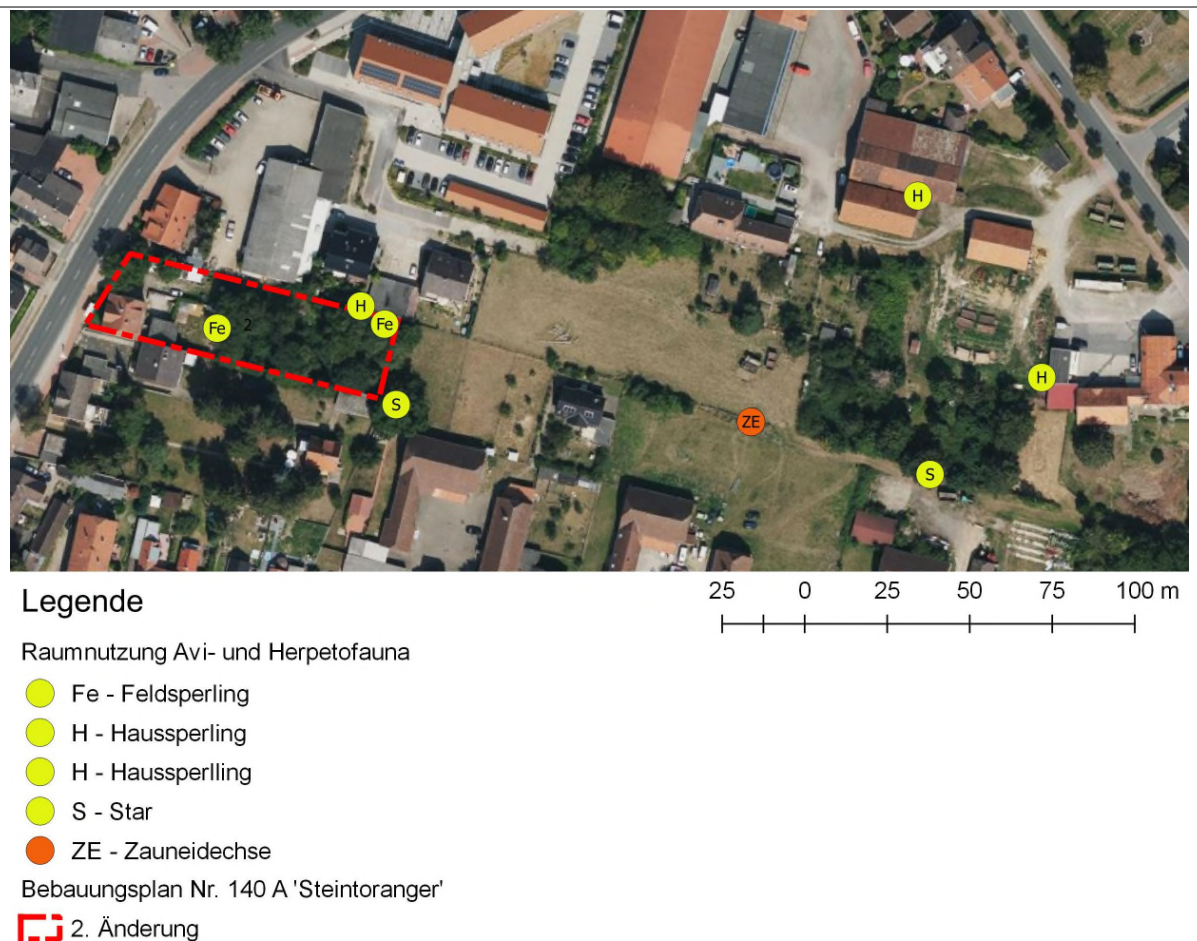 H
Fe 2
H
Fe
S
ZE
H
S
Legende
25 0 25 50 75 100 m
Raumnutzung Avi- und Herpetofauna
Fe - Feldsperling
H - Haussperling
H - Haussperlling
S - Star
ZE - Zauneidechse
Bebauungsplan Nr. 140 A 'Steintoranger'
2. Änderung